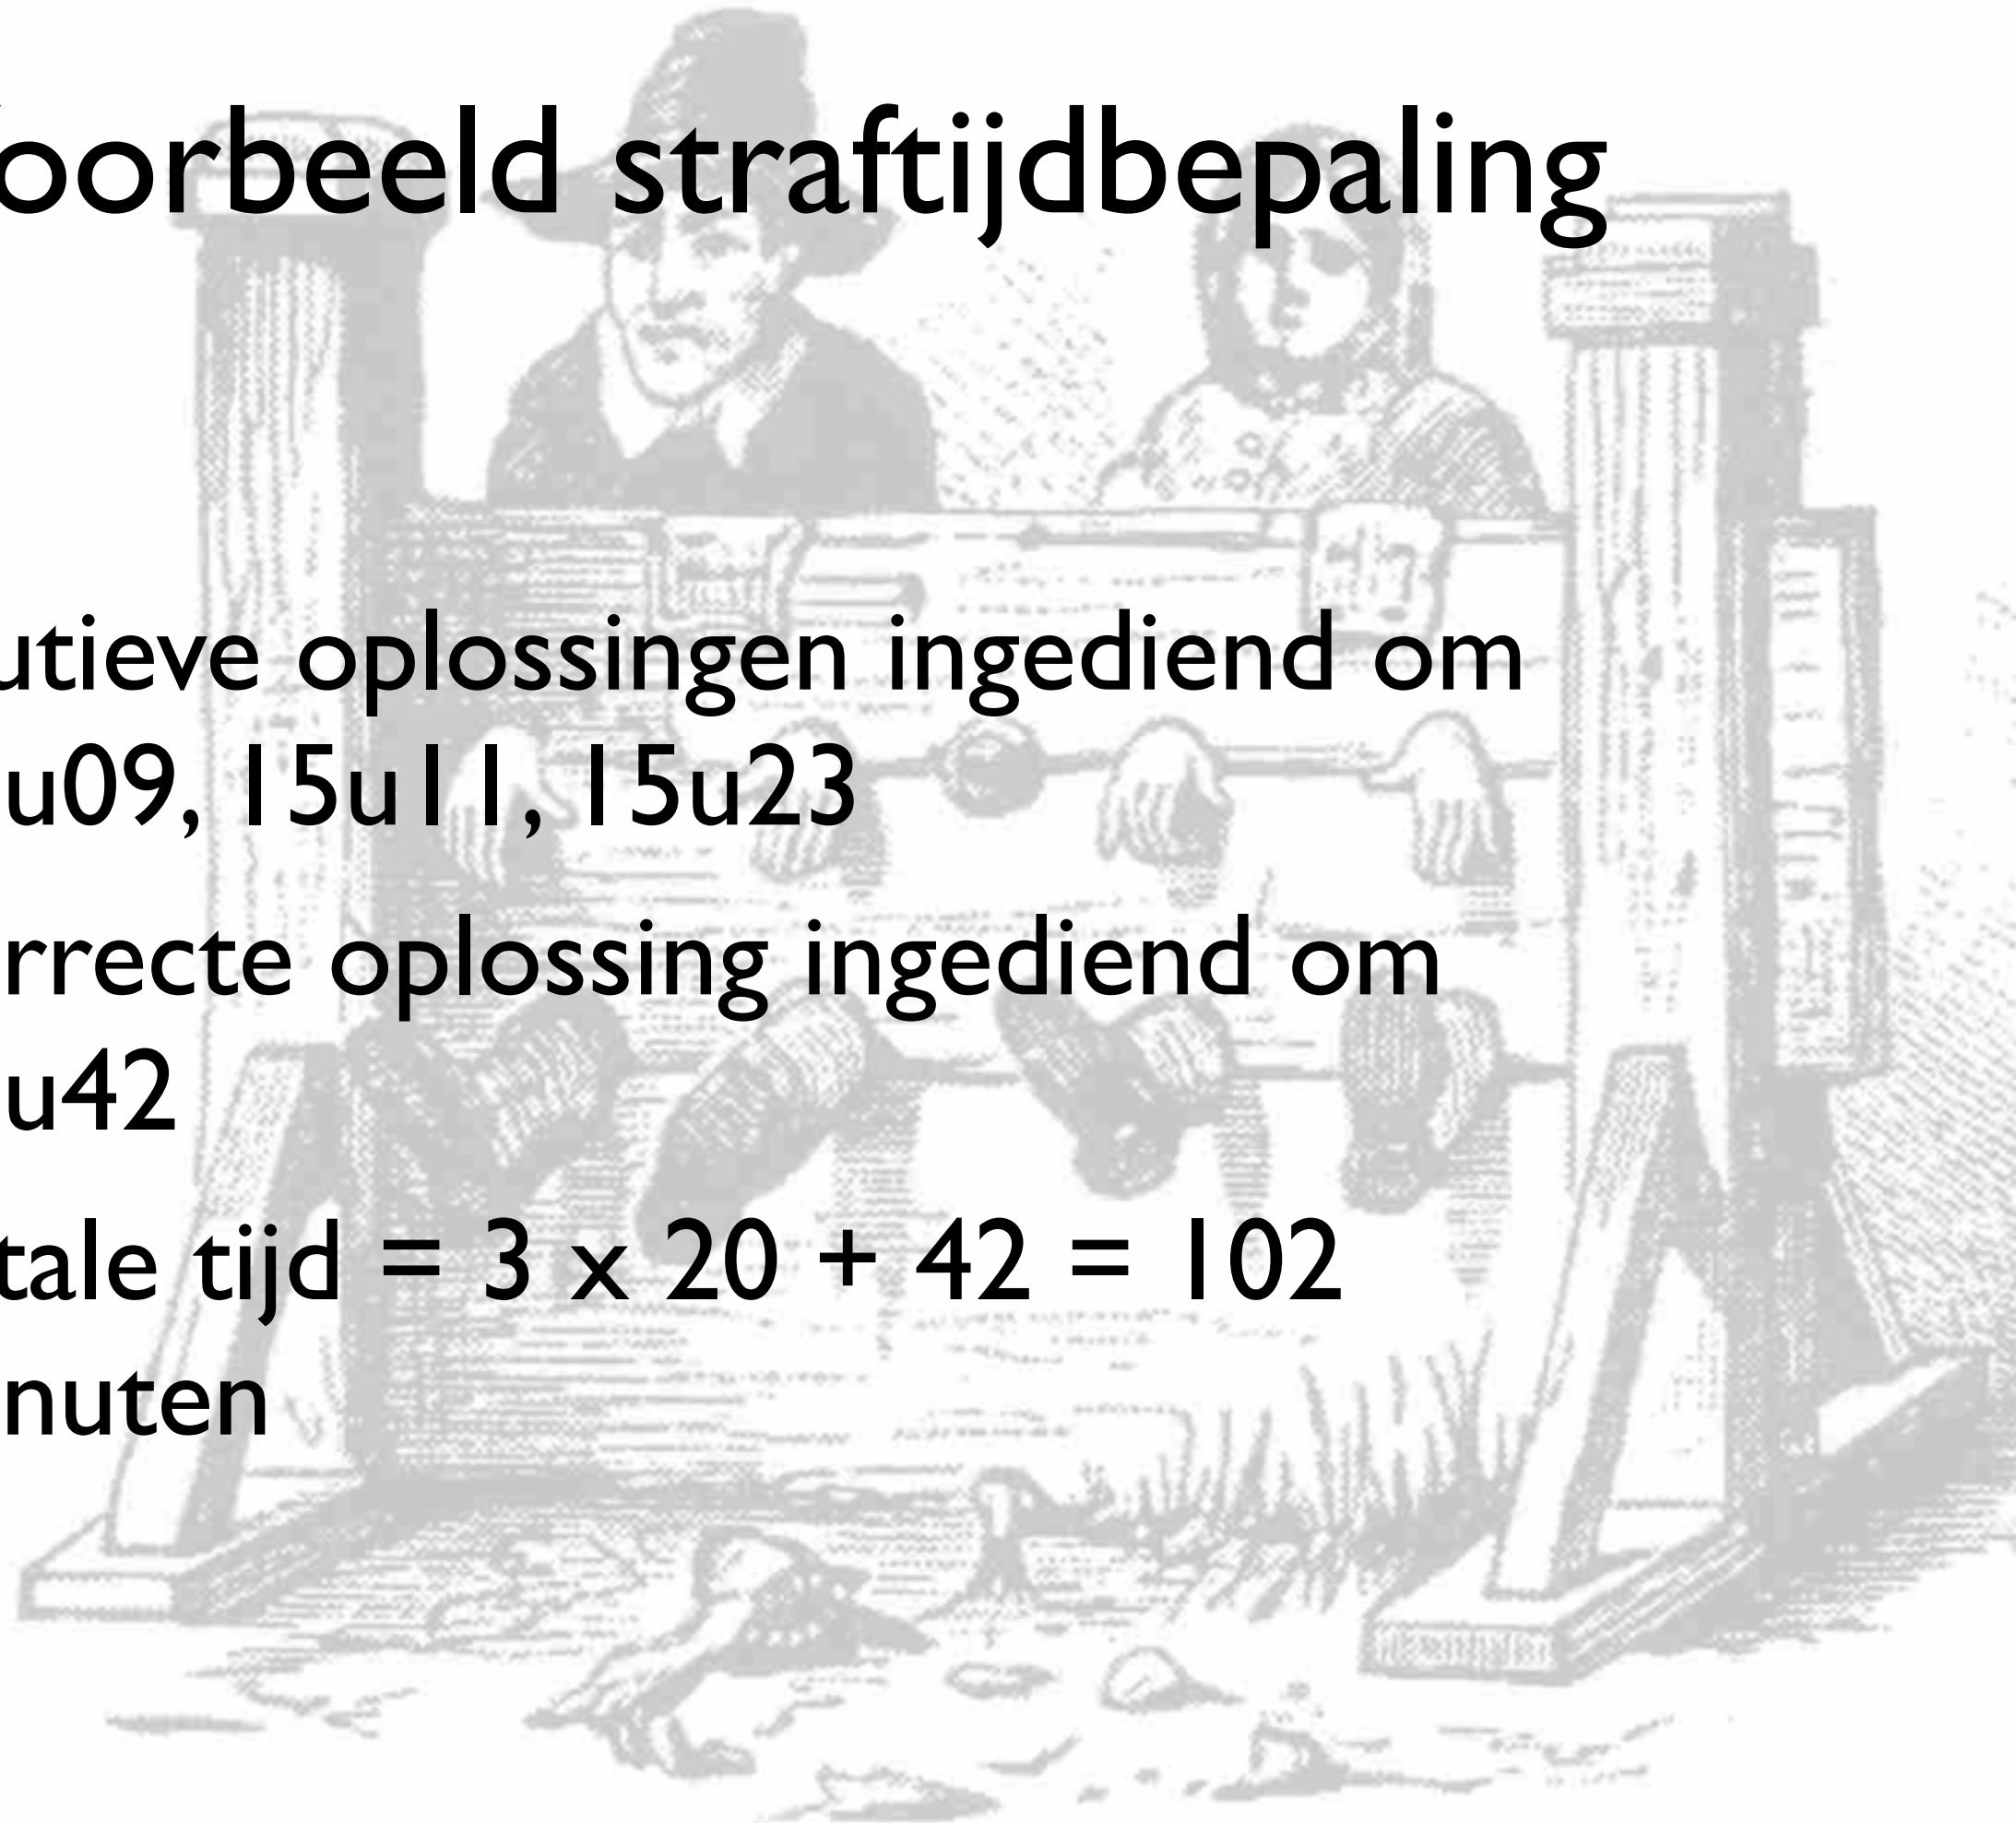 oorbeeld straftijdbepaling
utieve oplossingen ingediend om
u09, 15u11, 15u23
rrecte oplossing ingediend om
u42
tale tijd = 3 x 20 + 42 = 102
nuten